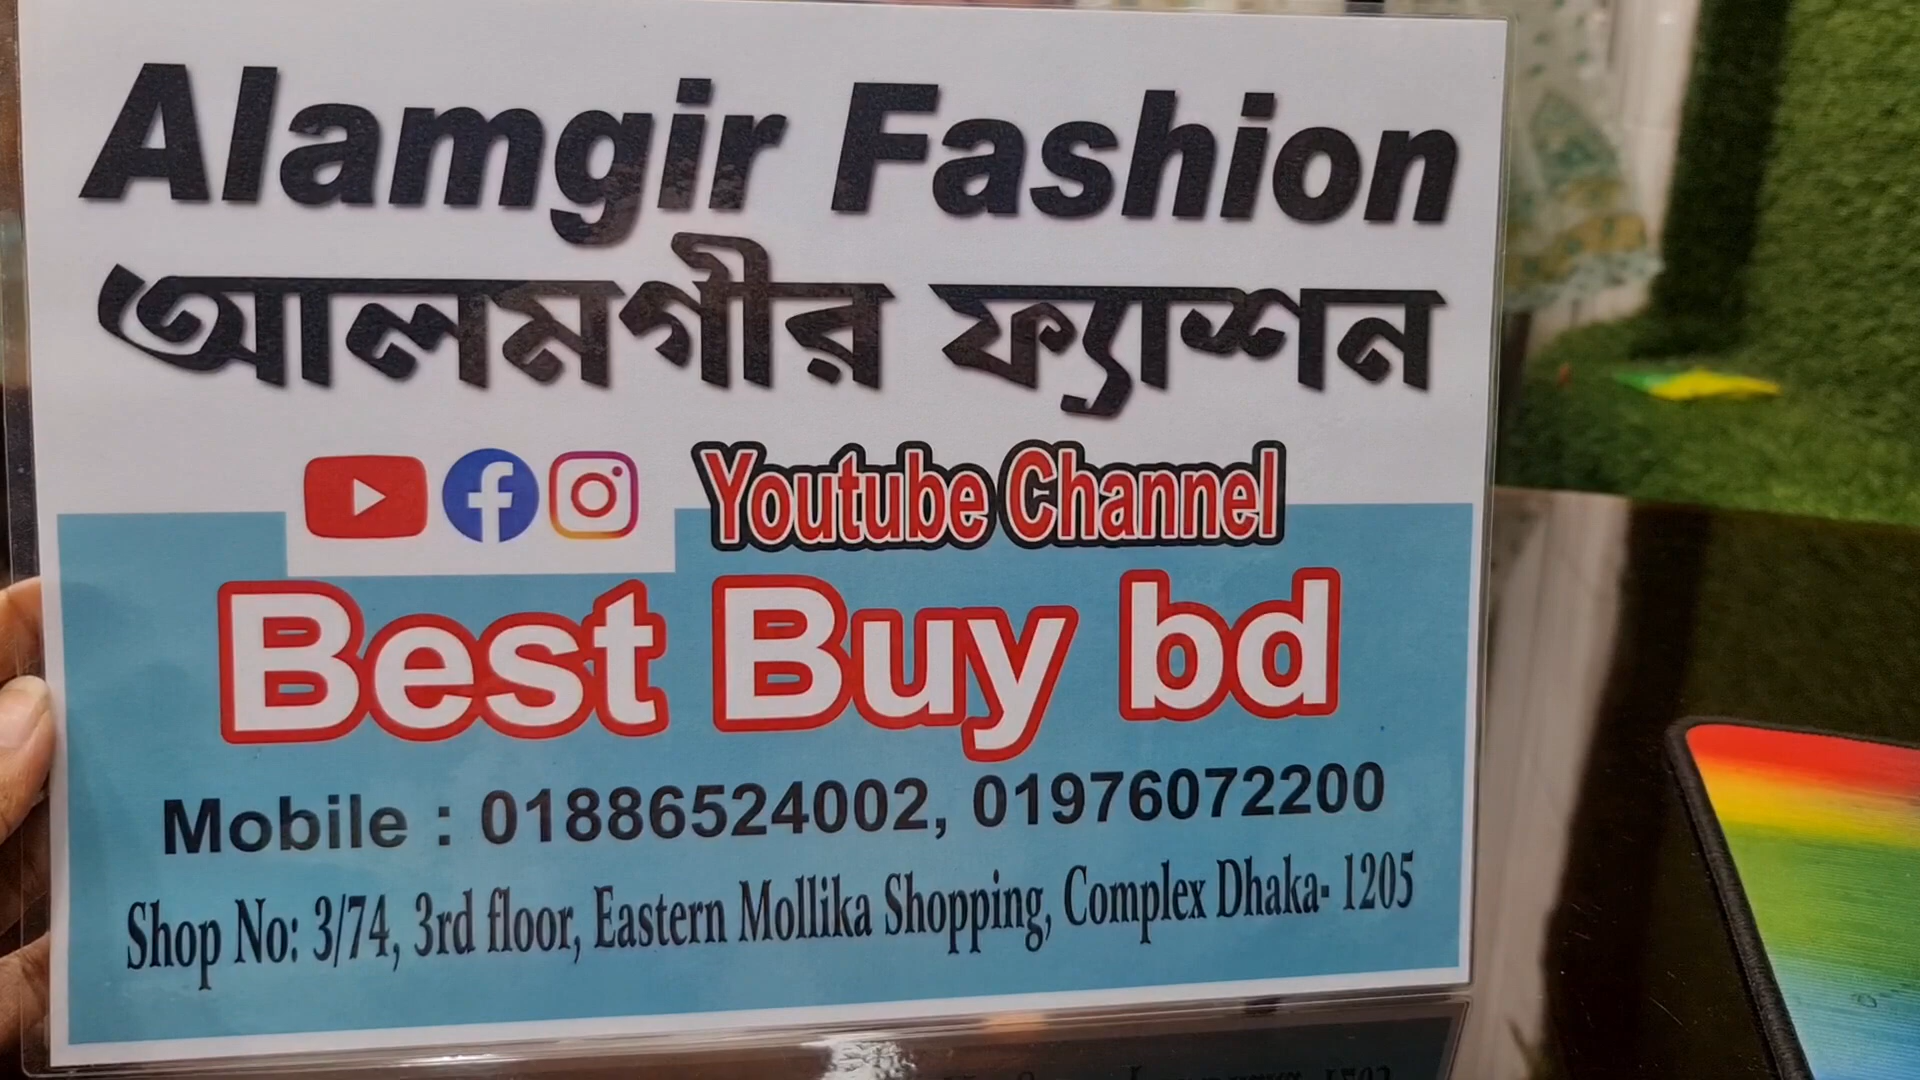 Alamgir Fashion
আলমগীর ফ্যাশন
Youtube Channel
Best Buy bd
Mobile : 01886524002, 01976072200
Shop No: 3/74, 3rd floor, Eastern Mollika Shopping, Complex Dhaka- 1205